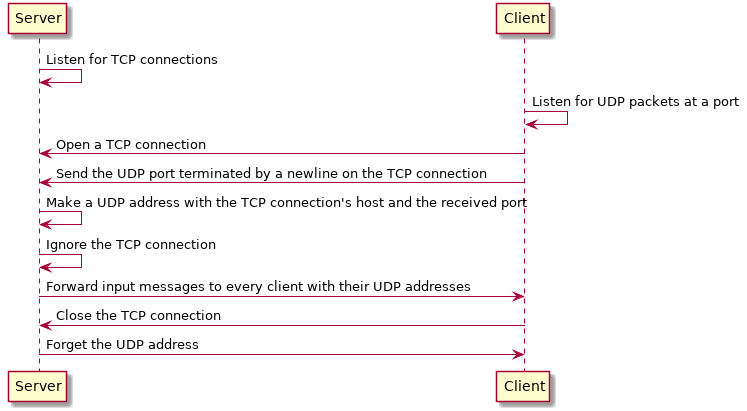 Server
Client
Listen for TCP connections
Listen for UDP packets at a port
Open a TCP connection
Send the UDP port terminated by a newline on the TCP connection
Make a UDP address with the TCP connection's host and the received port
Ignore the TCP connection
Forward input messages to every client with their UDP addresses
Close the TCP connection
Forget the UDP address
Server
Client